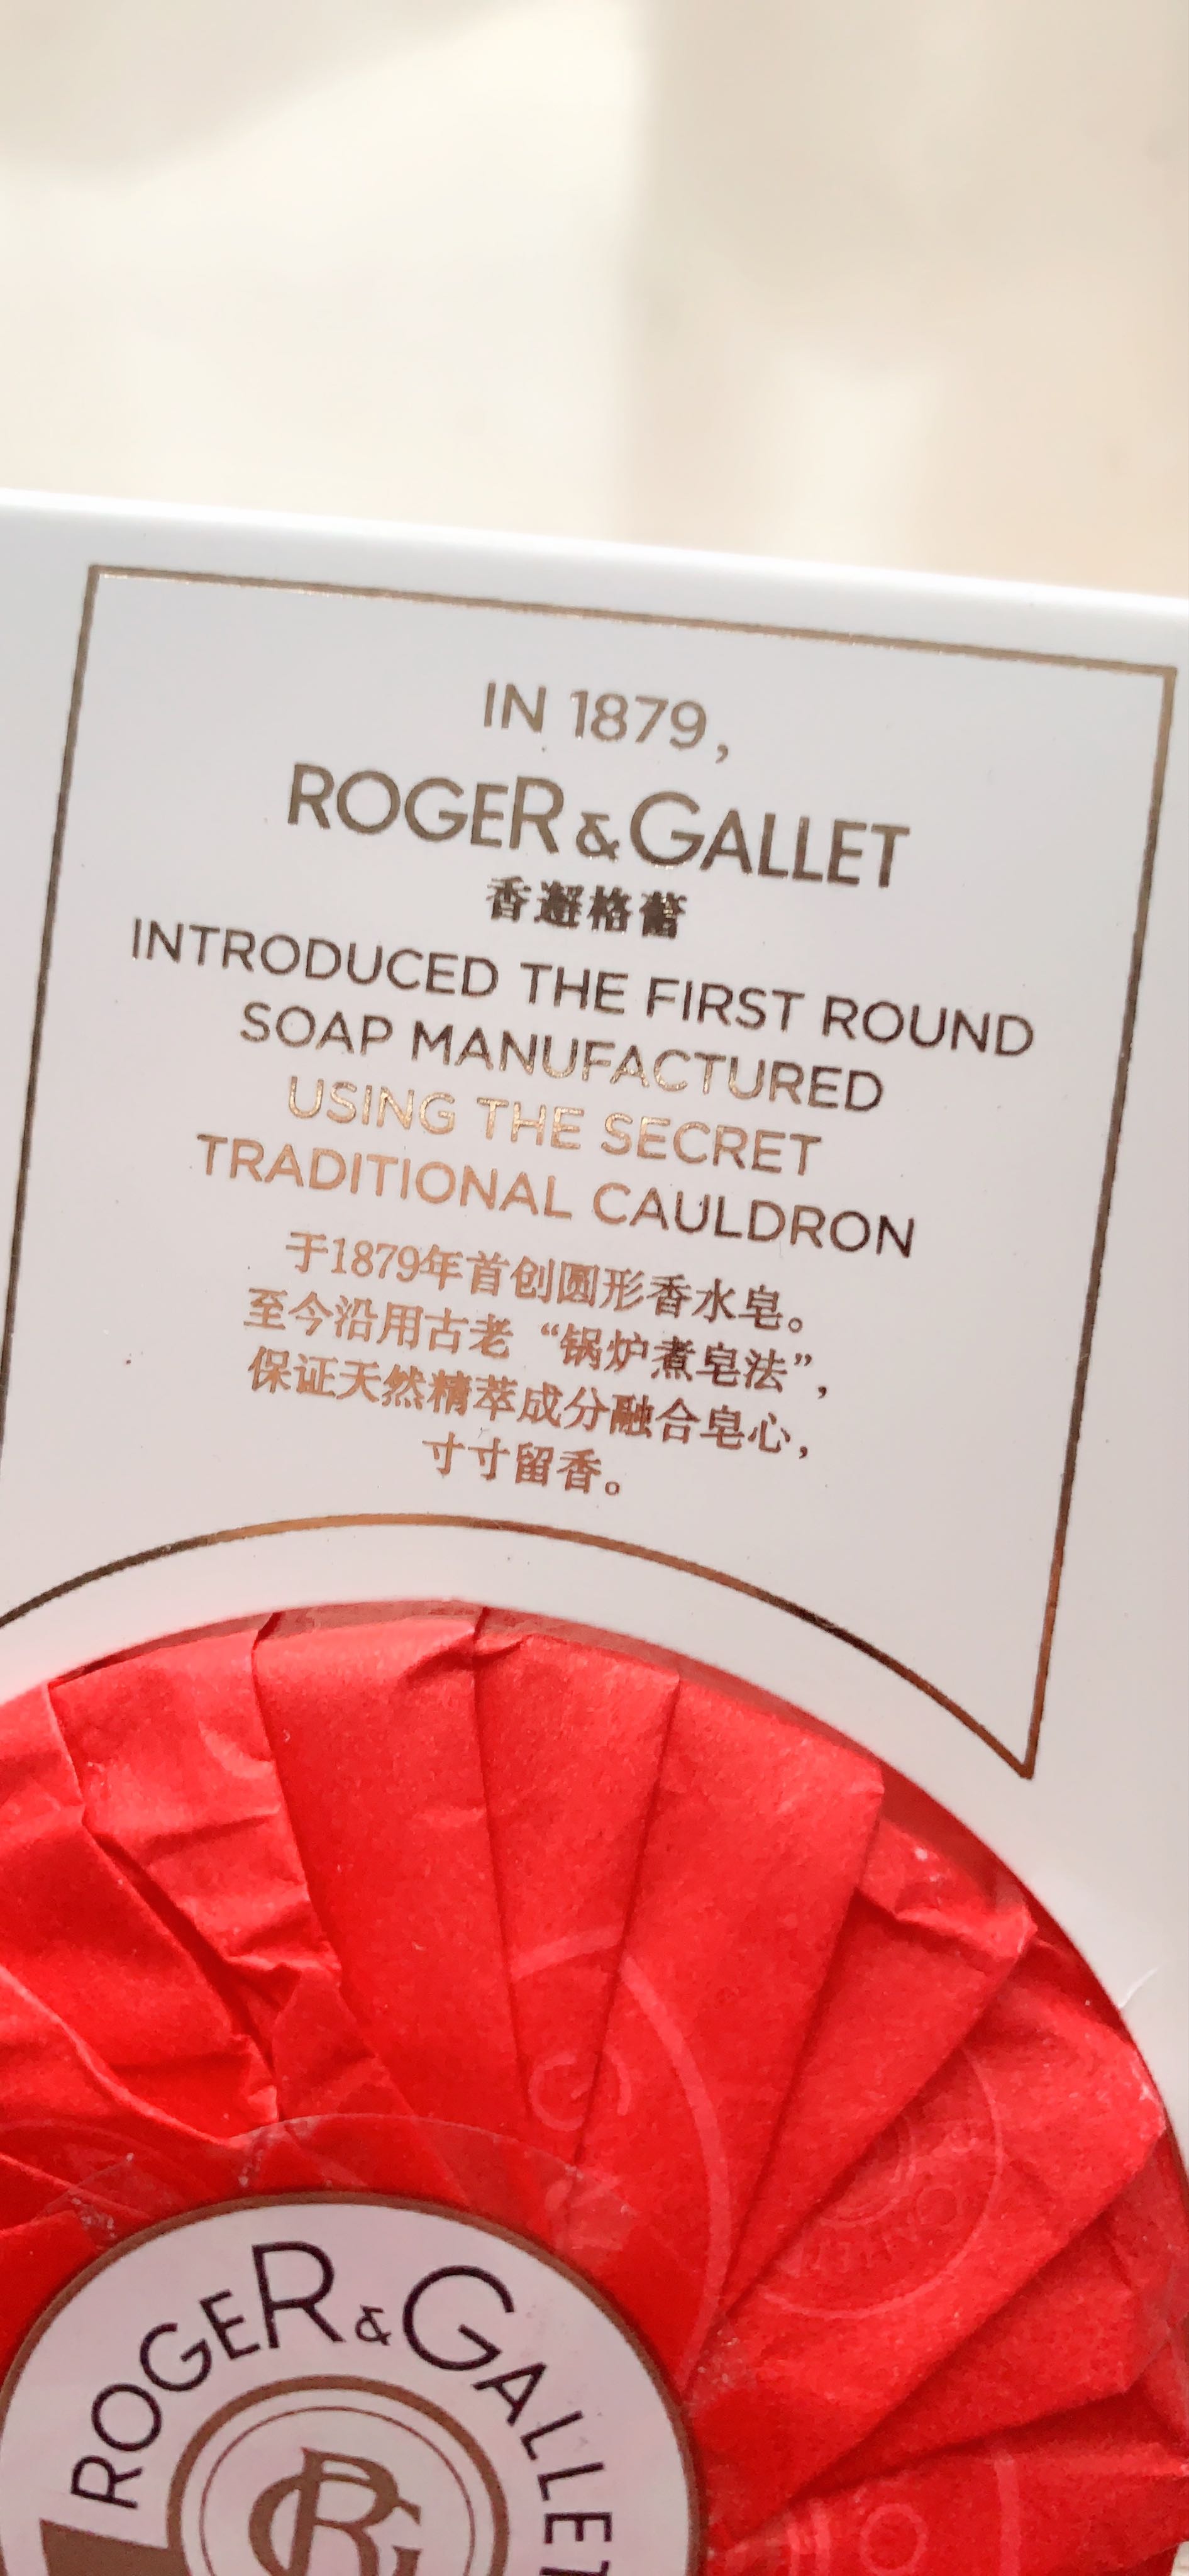 IN 1879,
ROGER & GALLET
香邂格蕾
INTRODUCED THE FIRST ROUND
SOAP MANUFACTURED
USING THE SECRET
TRADITIONAL CAULDRON
于1879年首创圆形香水皂。
至今沿用古老“锅炉煮皂法”，
保证天然精萃成分融合皂心，
寸寸留香。
ROGER & GALLET
RG